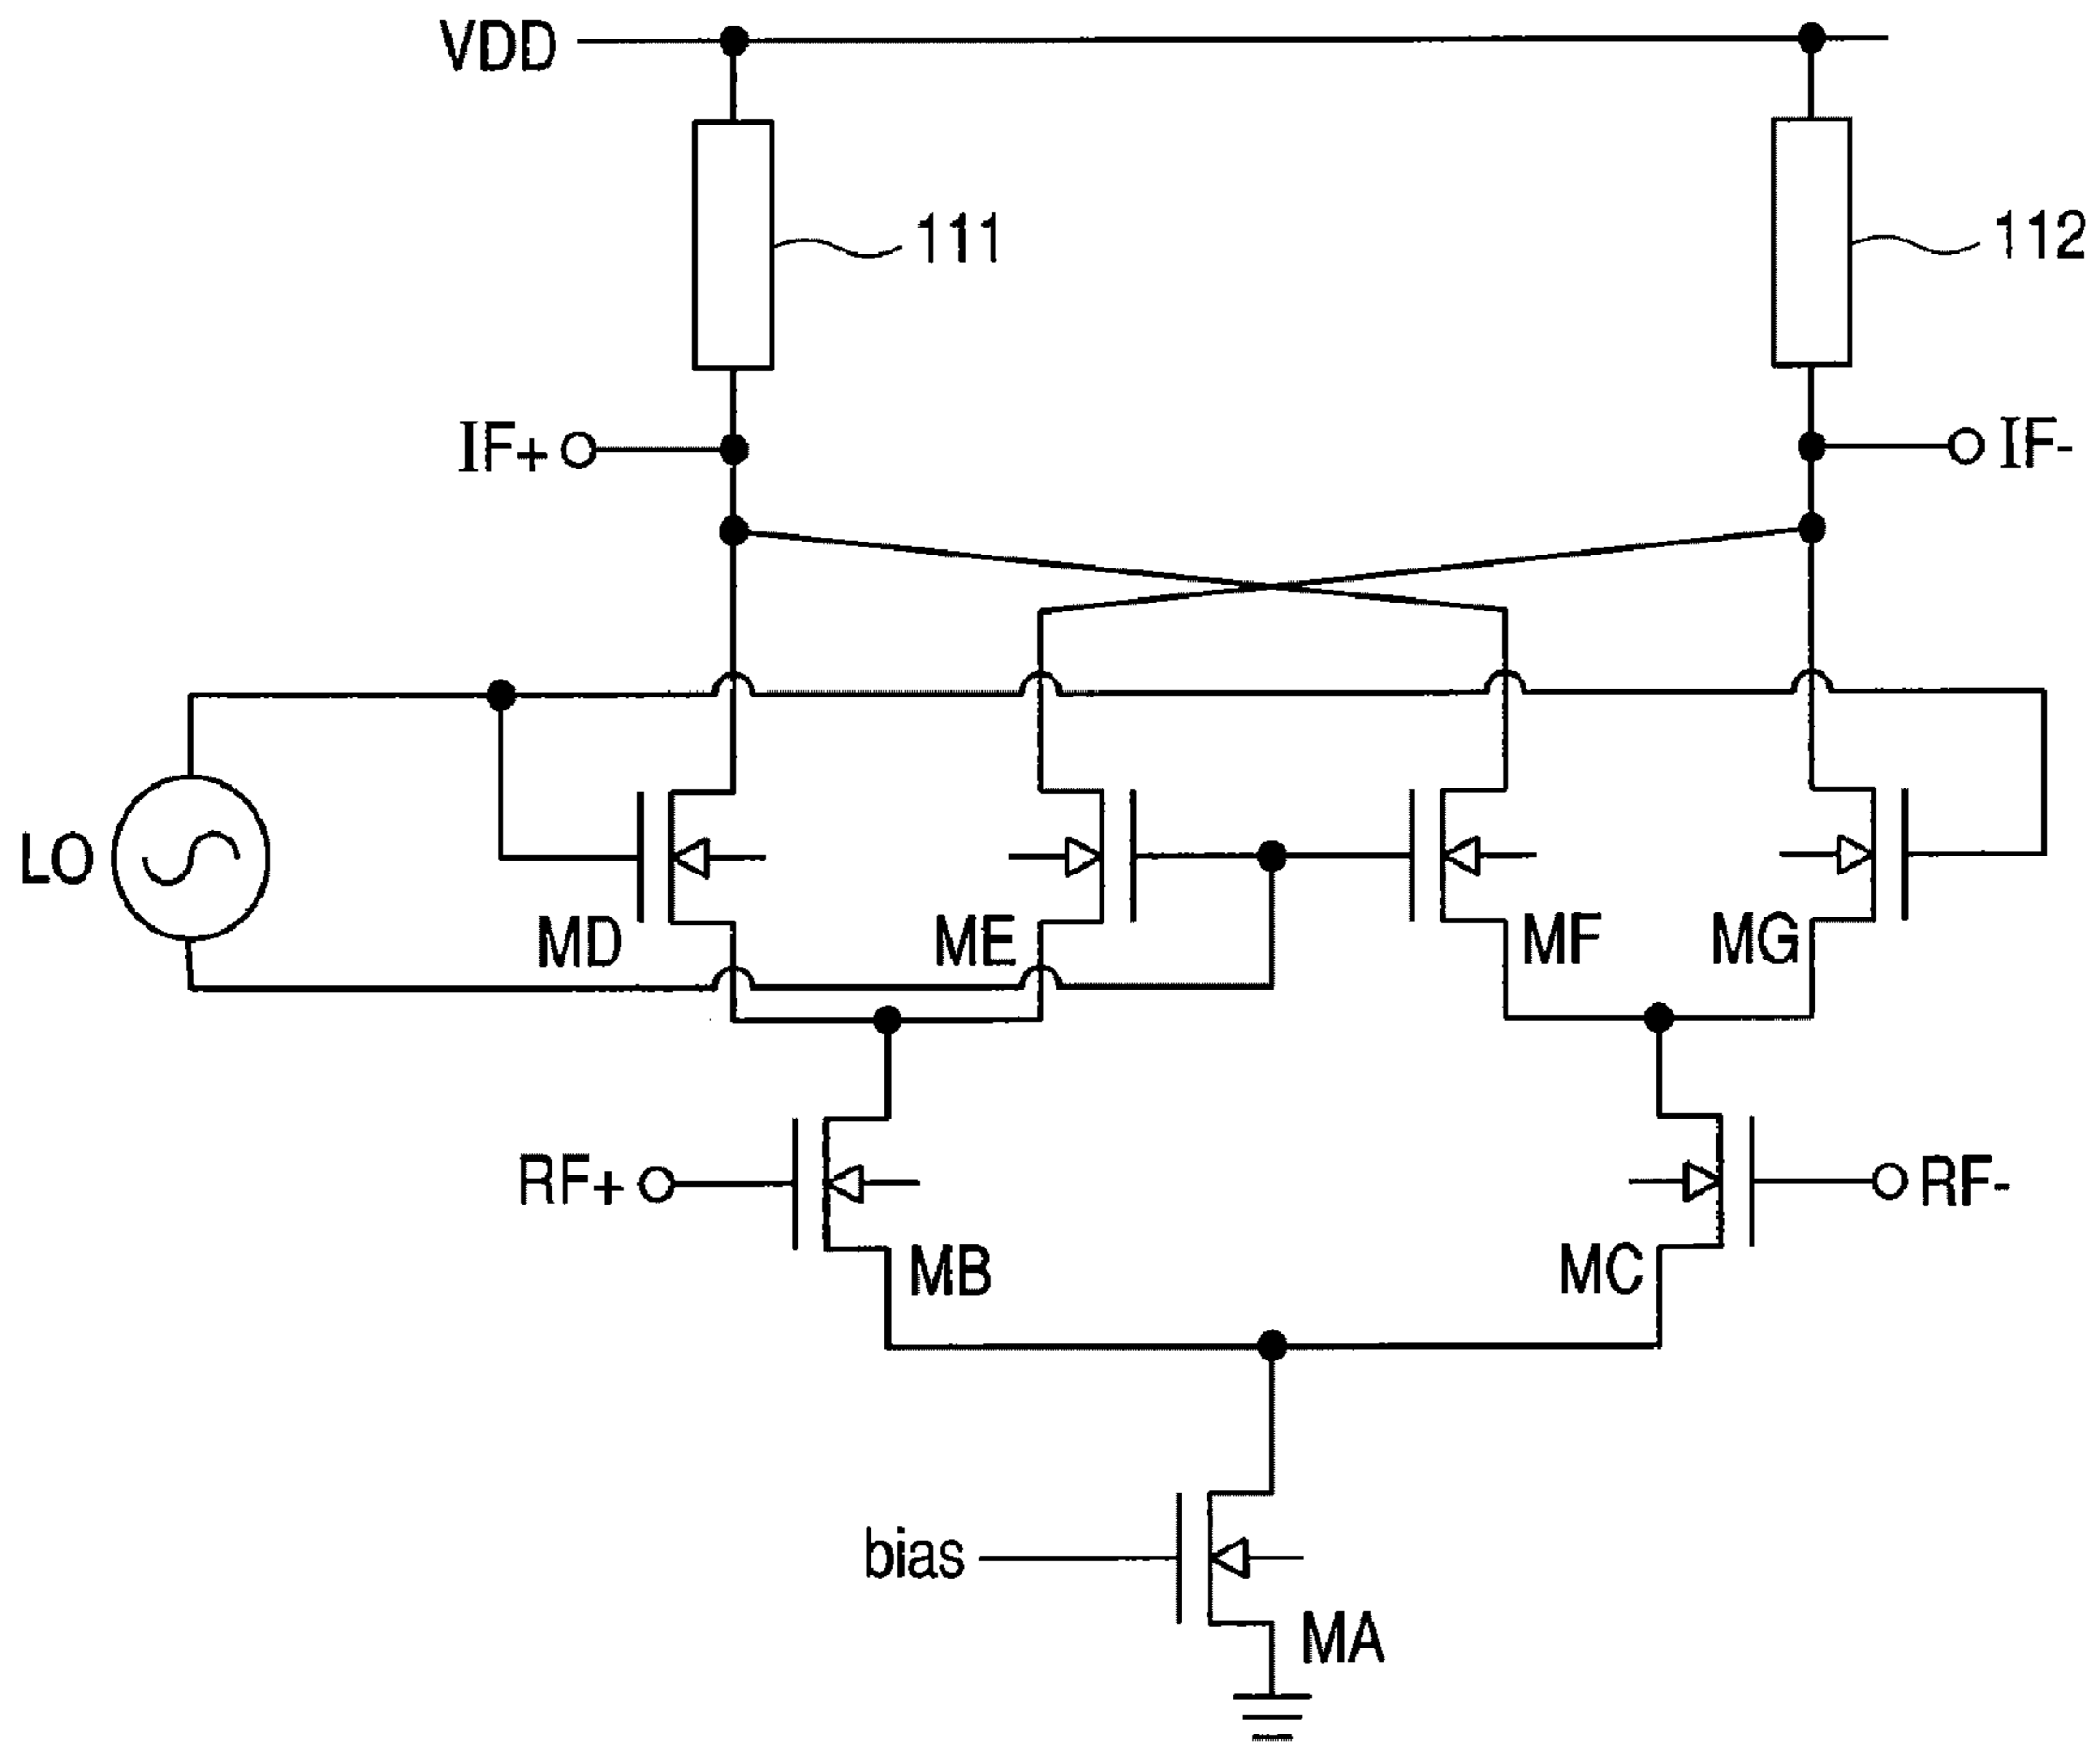 VDD
111
112
IF+
IF-
LO
MD
ME
MF
MG
RF+
RF-
MB
MC
bias
MA